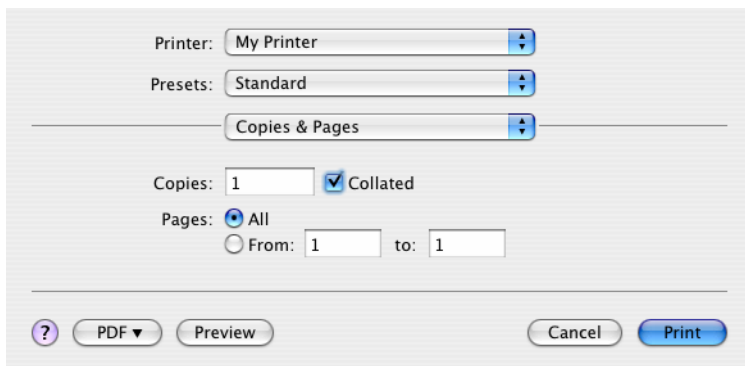 Printer: My Printer
Presets: Standard
Copies & Pages
Copies: 1 Collated
Pages: All
From: 1 to: 1
? PDF ▼ Preview Cancel Print